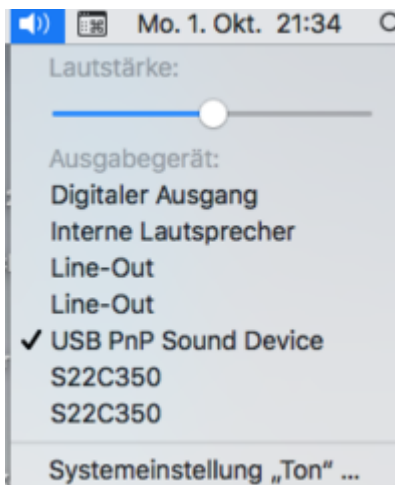 Mo. 1. Okt. 21:34
Lautstärke:
Ausgabegerät:
Digitaler Ausgang
Interne Lautsprecher
Line-Out
Line-Out
✓ USB PnP Sound Device
S22C350
S22C350
Systemeinstellung „Ton“ ...